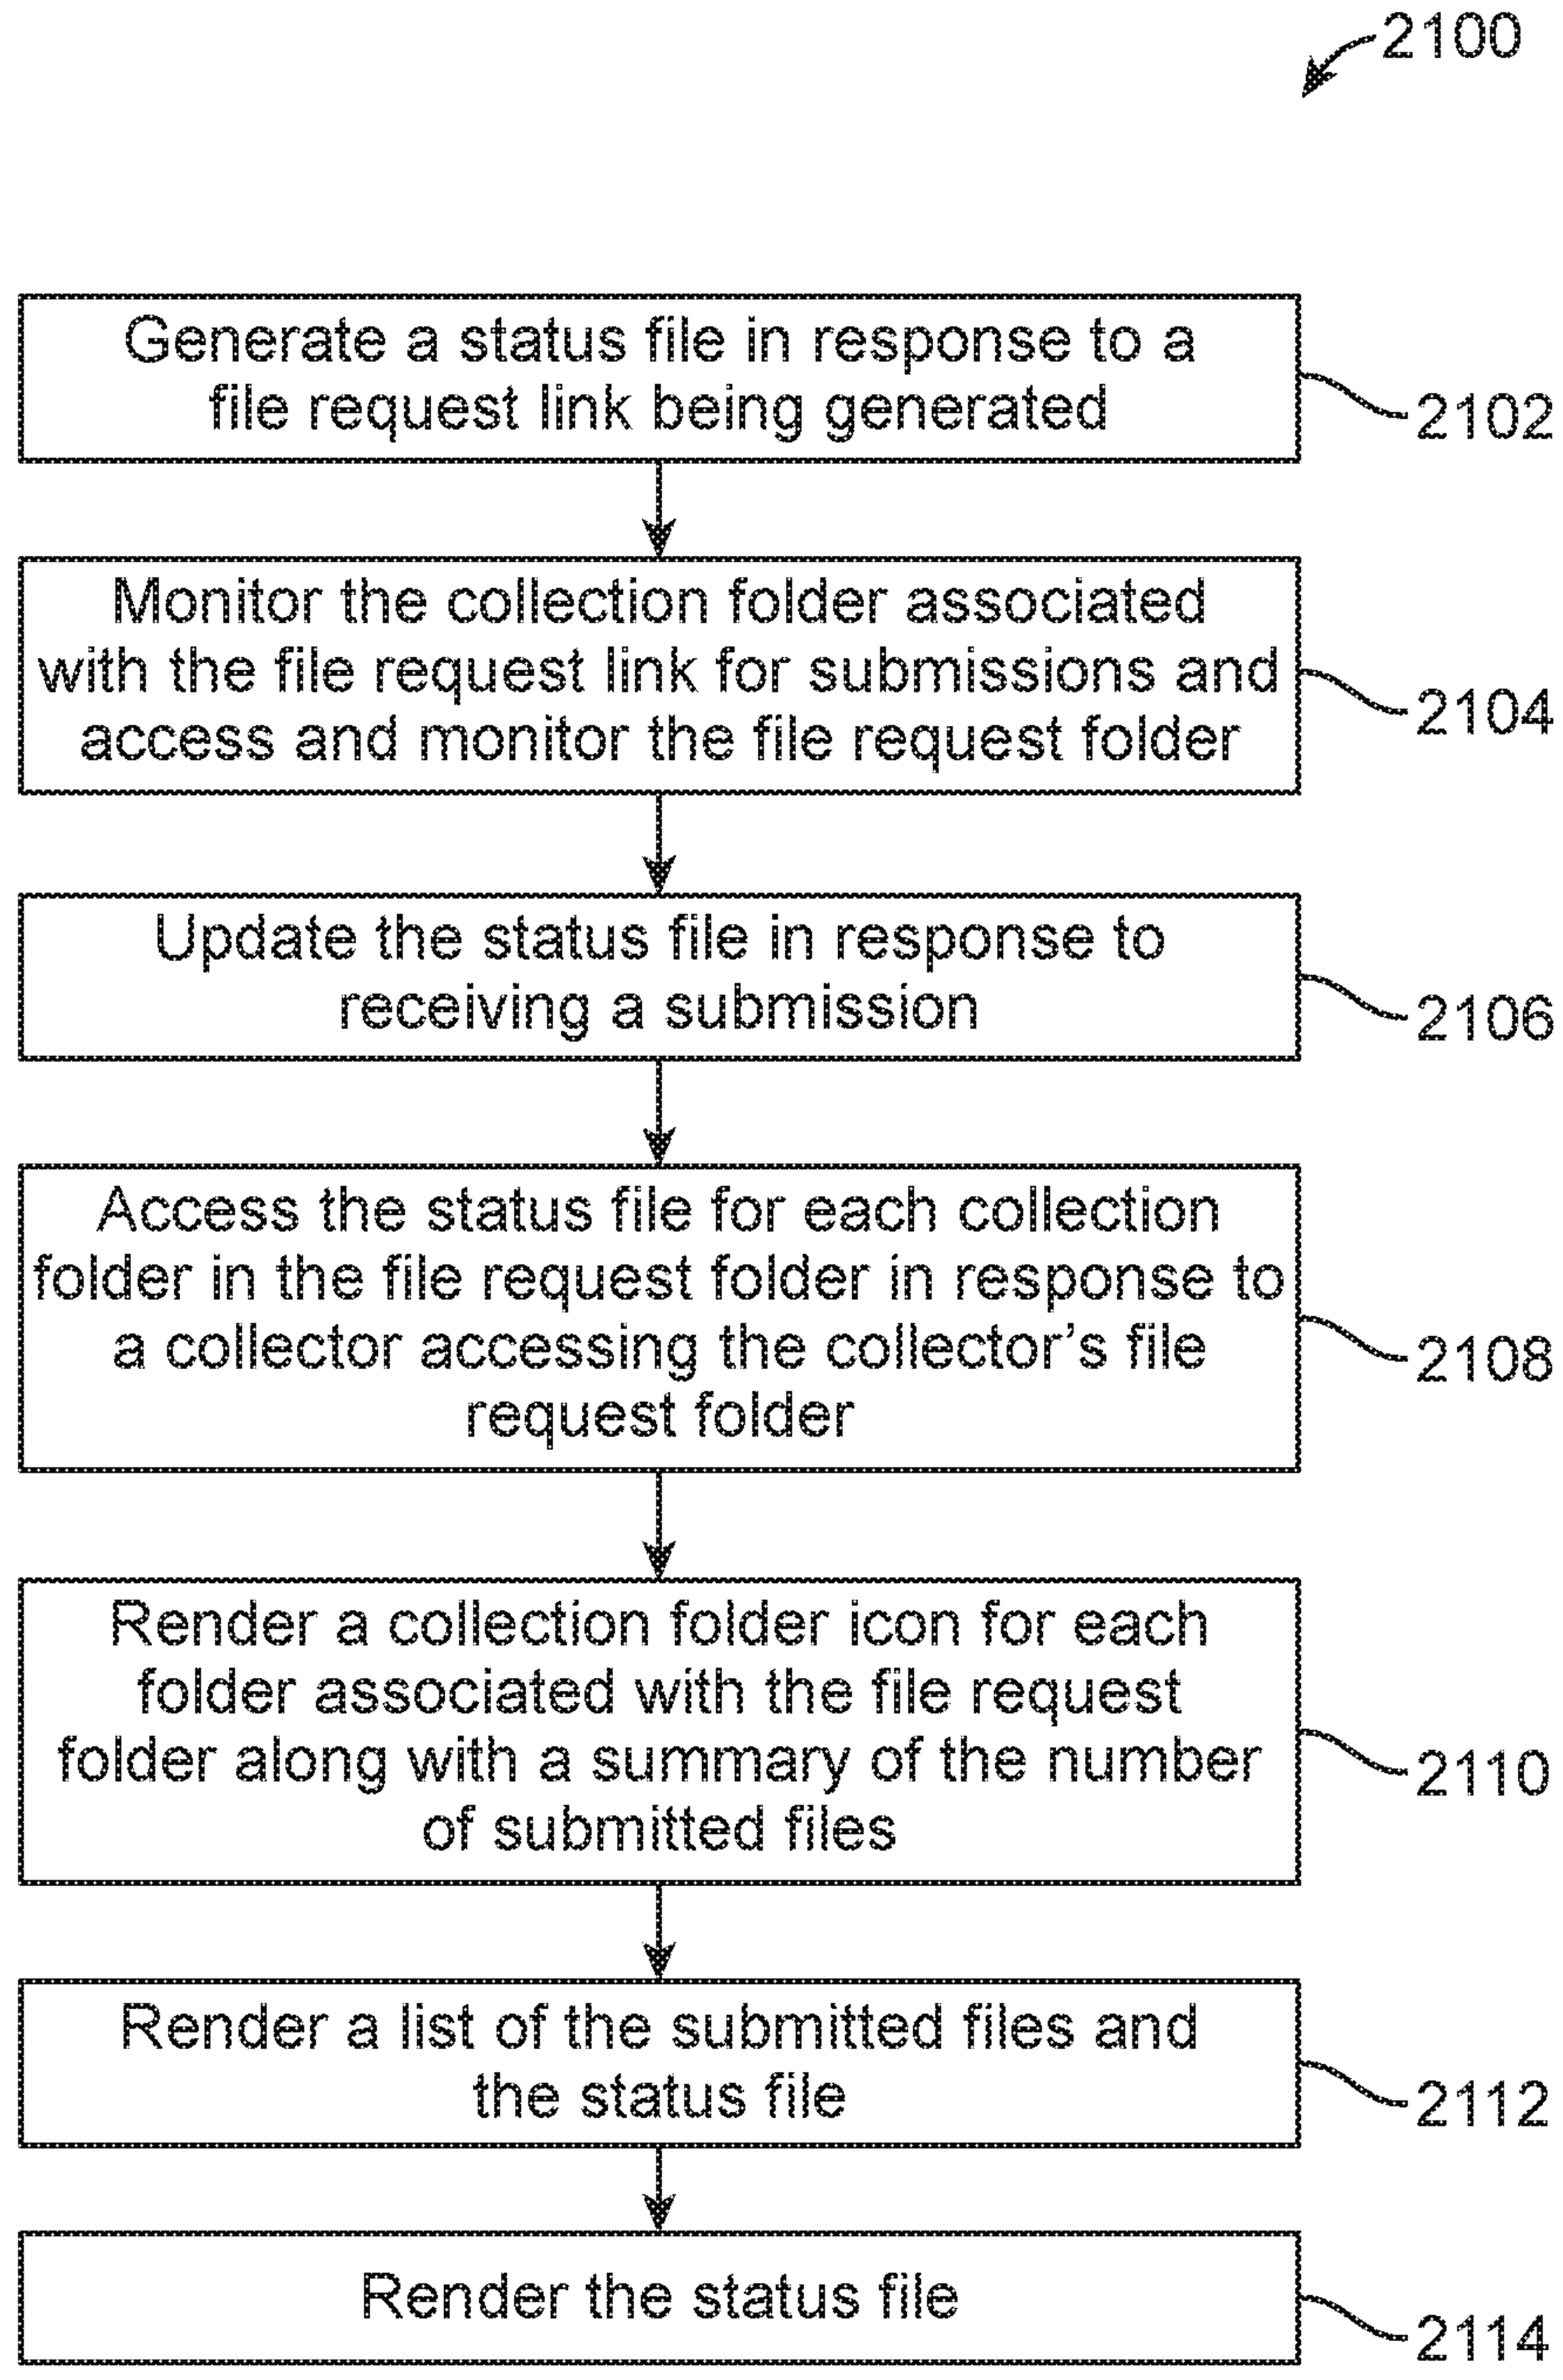 2100
Generate a status file in response to a
file request link being generated
2102
Monitor the collection folder associated
with the file request link for submissions and
access and monitor the file request folder
2104
Update the status file in response to
receiving a submission
2106
Access the status file for each collection
folder in the file request folder in response to
a collector accessing the collector’s file
request folder
2108
Render a collection folder icon for each
folder associated with the file request
folder along with a summary of the number
of submitted files
2110
Render a list of the submitted files and
the status file
2112
Render the status file
2114